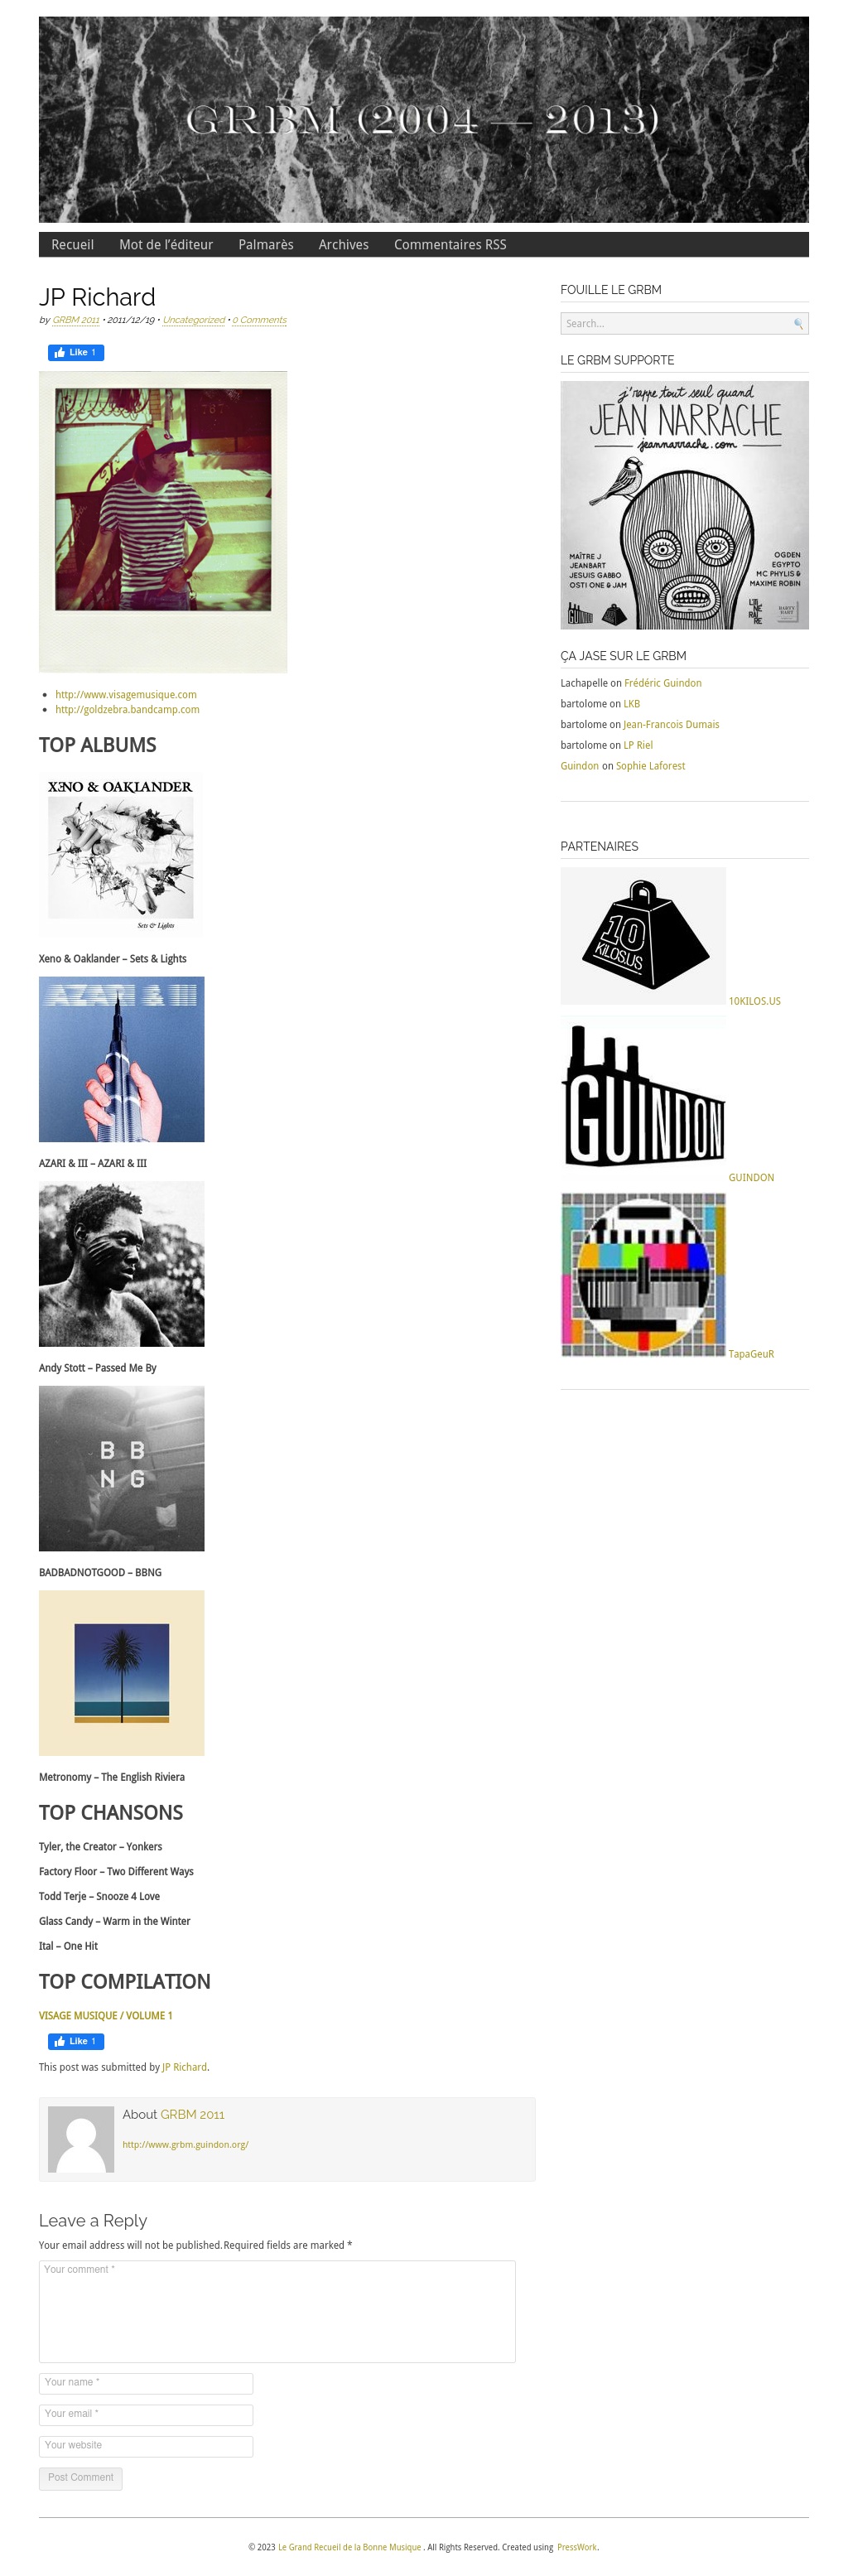 GRBM (2004 — 2013)
Recueil Mot de l’éditeur Palmarès Archives Commentaires RSS
JP Richard
by GRBM 2011 • 2011/12/19 • Uncategorized • 0 Comments
Like 1
787
http://www.visagemusique.com
http://goldzebra.bandcamp.com
TOP ALBUMS
XENO & OAKLANDER
Sets & Lights
Xeno & Oaklander – Sets & Lights
AZARI & III
AZARI & III – AZARI & III
Andy Stott – Passed Me By
B B
N G
BADBADNOTGOOD – BBNG
Metronomy – The English Riviera
TOP CHANSONS
Tyler, the Creator – Yonkers
Factory Floor – Two Different Ways
Todd Terje – Snooze 4 Love
Glass Candy – Warm in the Winter
Ital – One Hit
TOP COMPILATION
VISAGE MUSIQUE / VOLUME 1
Like 1
This post was submitted by JP Richard.
About GRBM 2011
http://www.grbm.guindon.org/
Leave a Reply
Your email address will not be published.Required fields are marked *
Your comment *
Your name *
Your email *
Your website
Post Comment
FOUILLE LE GRBM
Search...
LE GRBM SUPPORTE
j'rappe tout seul quand
JEAN NARRACHE
jeannarrache.com
MAÎTRE J
JEANBART
JESUIS GABBO
OSTI ONE & JAM
OGDEN
EGYPTO
MC PHYLIS &
MAXIME ROBIN
ÇA JASE SUR LE GRBM
Lachapelle on Frédéric Guindon
bartolome on LKB
bartolome on Jean-Francois Dumais
bartolome on LP Riel
Guindon on Sophie Laforest
PARTENAIRES
10
KILOS.US
10KILOS.US
GUINDON
GUINDON
TapaGeuR
© 2023 Le Grand Recueil de la Bonne Musique . All Rights Reserved. Created using PressWork.